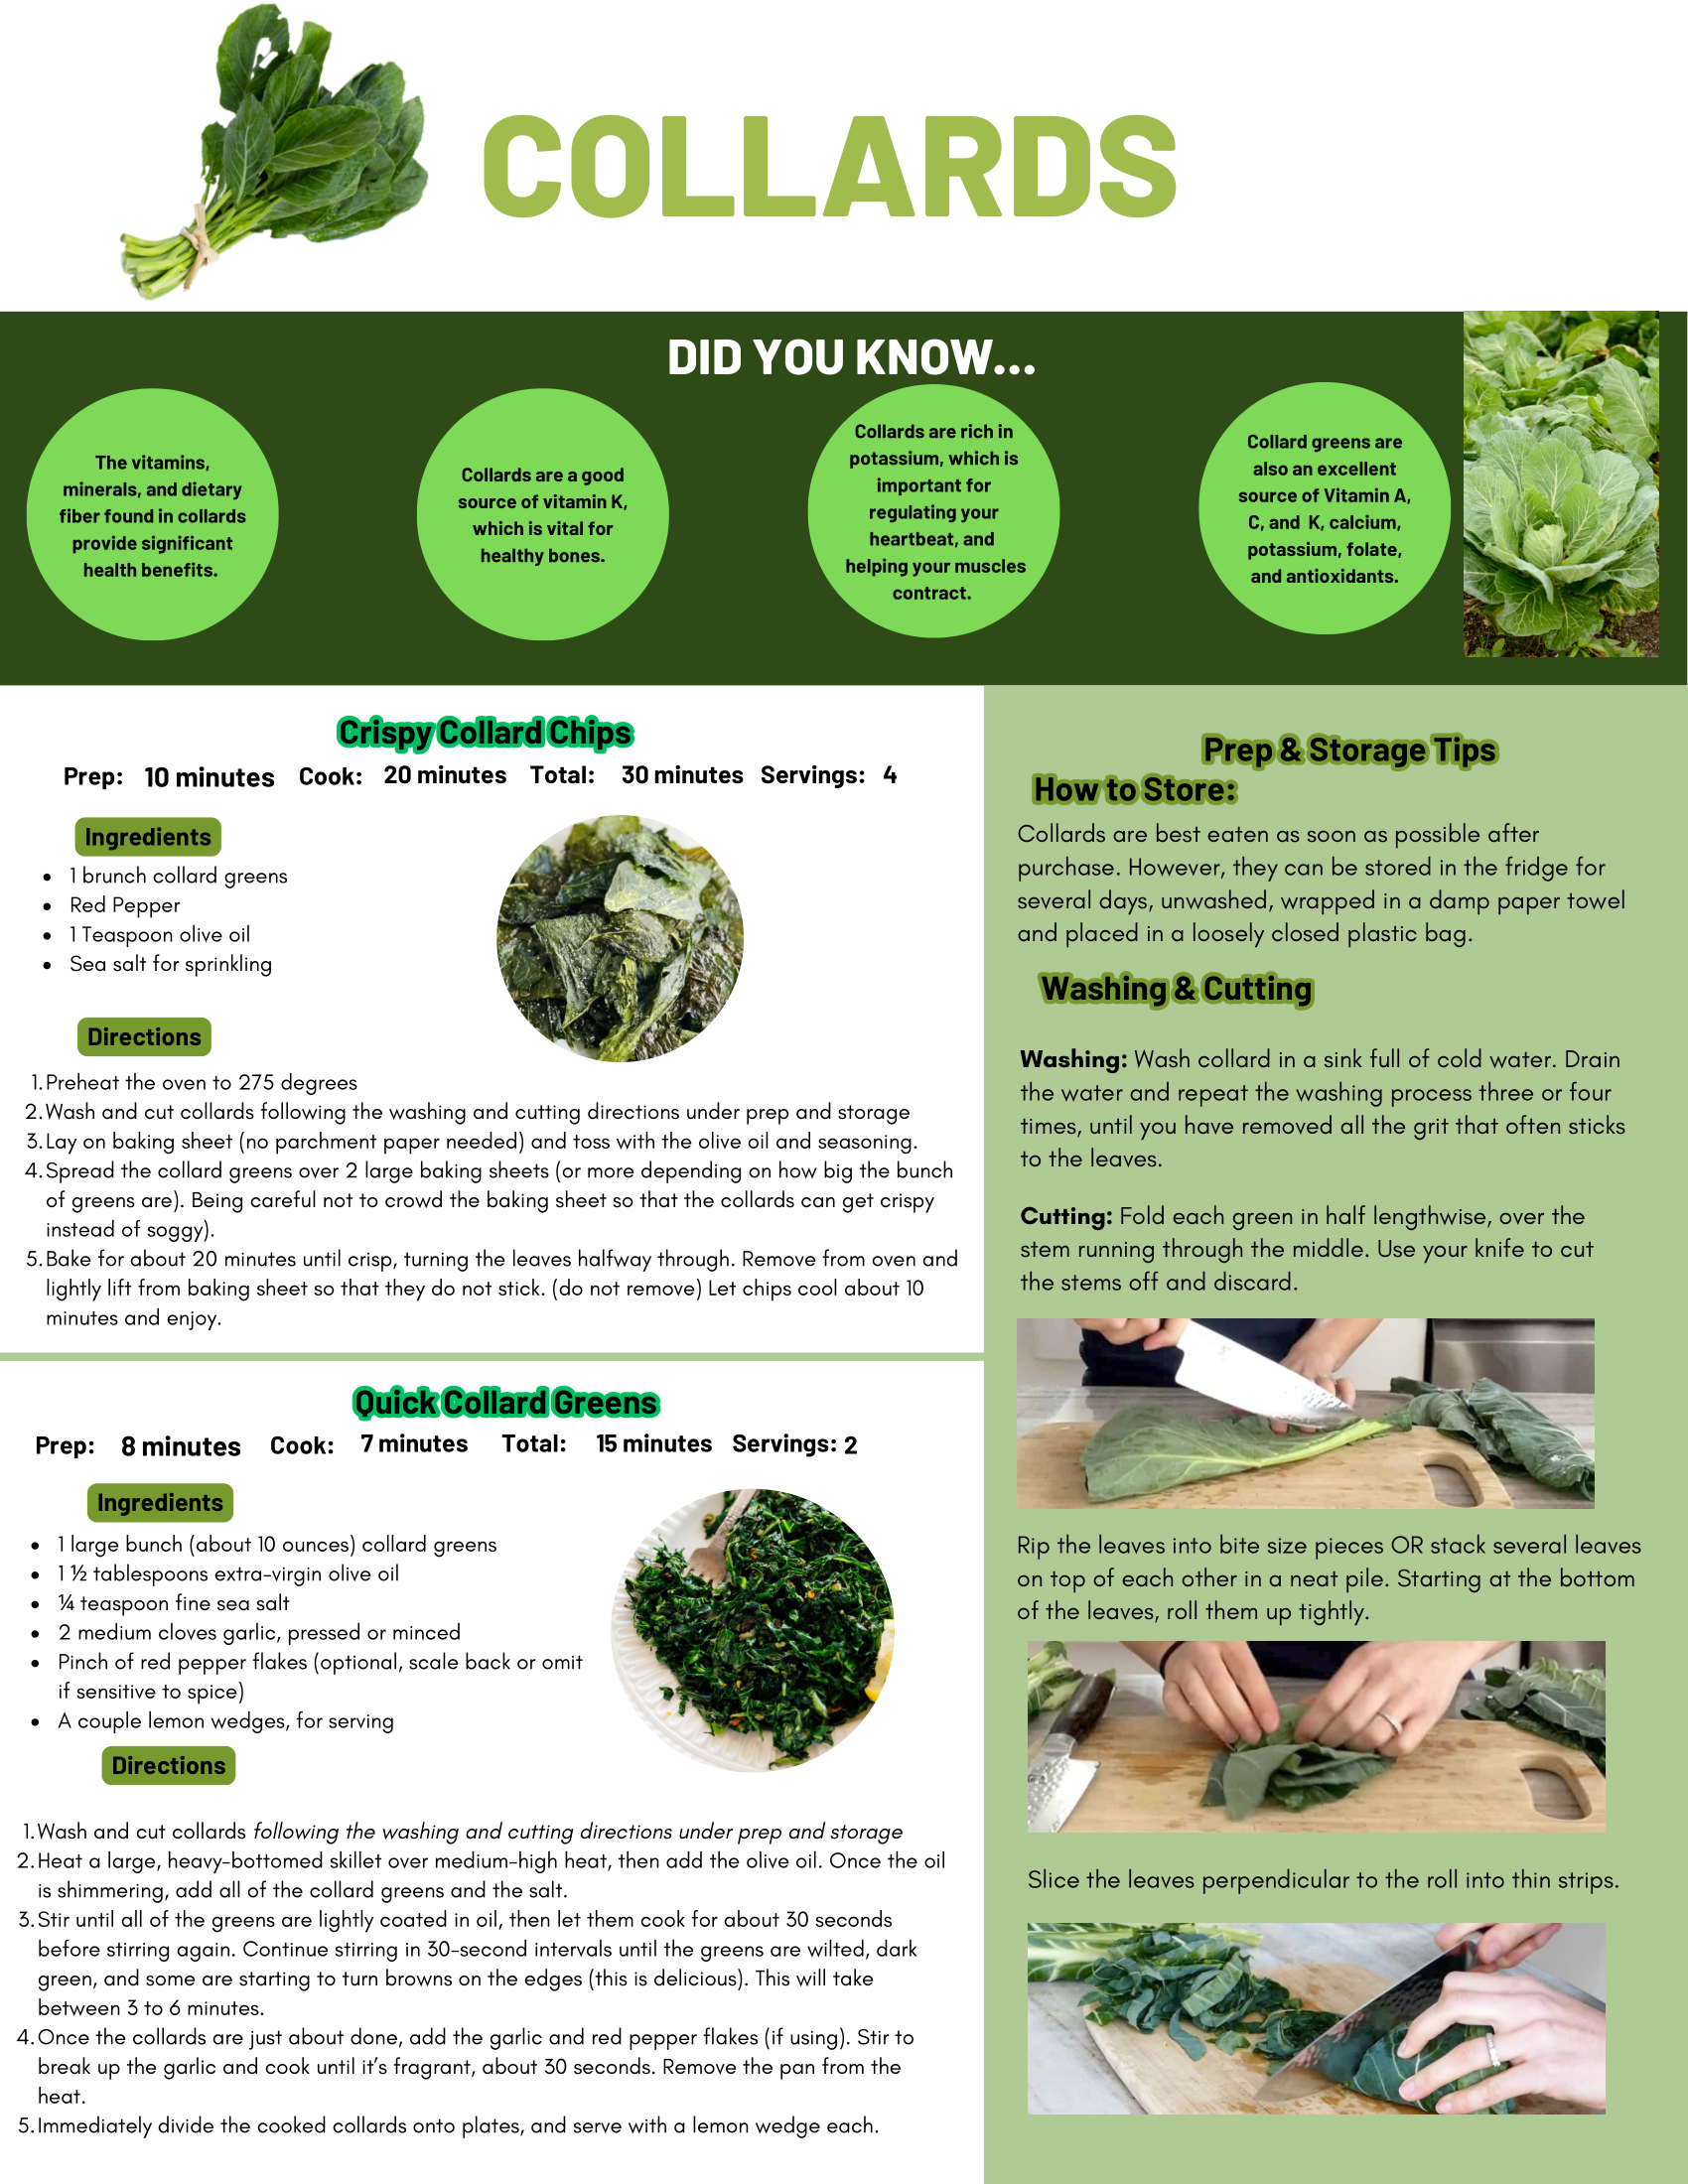 COLLARDS
DID YOU KNOW...
The vitamins,
minerals, and dietary
fiber found in collards
provide significant
health benefits.
Collards are a good
source of vitamin K,
which is vital for
healthy bones.
Collards are rich in
potassium, which is
important for
regulating your
heartbeat, and
helping your muscles
contract.
Collard greens are
also an excellent
source of Vitamin A,
C, and K, calcium,
potassium, folate,
and antioxidants.
Crispy Collard Chips
Prep: 10 minutes Cook: 20 minutes Total: 30 minutes Servings: 4
Ingredients
• 1 brunch collard greens
• Red Pepper
• 1 Teaspoon olive oil
• Sea salt for sprinkling
Directions
1. Preheat the oven to 275 degrees
2. Wash and cut collards following the washing and cutting directions under prep and storage
3. Lay on baking sheet (no parchment paper needed) and toss with the olive oil and seasoning.
4. Spread the collard greens over 2 large baking sheets (or more depending on how big the bunch
of greens are). Being careful not to crowd the baking sheet so that the collards can get crispy
instead of soggy).
5. Bake for about 20 minutes until crisp, turning the leaves halfway through. Remove from oven and
lightly lift from baking sheet so that they do not stick. (do not remove) Let chips cool about 10
minutes and enjoy.
Quick Collard Greens
Prep: 8 minutes Cook: 7 minutes Total: 15 minutes Servings: 2
Ingredients
• 1 large bunch (about 10 ounces) collard greens
• 1 ½ tablespoons extra-virgin olive oil
• ¼ teaspoon fine sea salt
• 2 medium cloves garlic, pressed or minced
• Pinch of red pepper flakes (optional, scale back or omit
if sensitive to spice)
• A couple lemon wedges, for serving
Directions
1. Wash and cut collards following the washing and cutting directions under prep and storage
2. Heat a large, heavy-bottomed skillet over medium-high heat, then add the olive oil. Once the oil
is shimmering, add all of the collard greens and the salt.
3. Stir until all of the greens are lightly coated in oil, then let them cook for about 30 seconds
before stirring again. Continue stirring in 30-second intervals until the greens are wilted, dark
green, and some are starting to turn browns on the edges (this is delicious). This will take
between 3 to 6 minutes.
4. Once the collards are just about done, add the garlic and red pepper flakes (if using). Stir to
break up the garlic and cook until it's fragrant, about 30 seconds. Remove the pan from the
heat.
5. Immediately divide the cooked collards onto plates, and serve with a lemon wedge each.
Prep & Storage Tips
How to Store:
Collards are best eaten as soon as possible after
purchase. However, they can be stored in the fridge for
several days, unwashed, wrapped in a damp paper towel
and placed in a loosely closed plastic bag.
Washing & Cutting
Washing: Wash collard in a sink full of cold water. Drain
the water and repeat the washing process three or four
times, until you have removed all the grit that often sticks
to the leaves.
Cutting: Fold each green in half lengthwise, over the
stem running through the middle. Use your knife to cut
the stems off and discard.
Rip the leaves into bite size pieces OR stack several leaves
on top of each other in a neat pile. Starting at the bottom
of the leaves, roll them up tightly.
Slice the leaves perpendicular to the roll into thin strips.